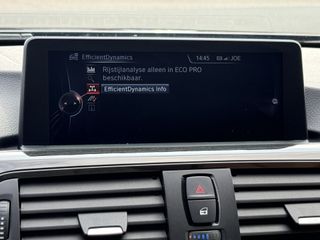 EfficientDynamics 14:45 JOE
Rijstijlanalyse alleen in ECO PRO
beschikbaar.
EfficientDynamics Info